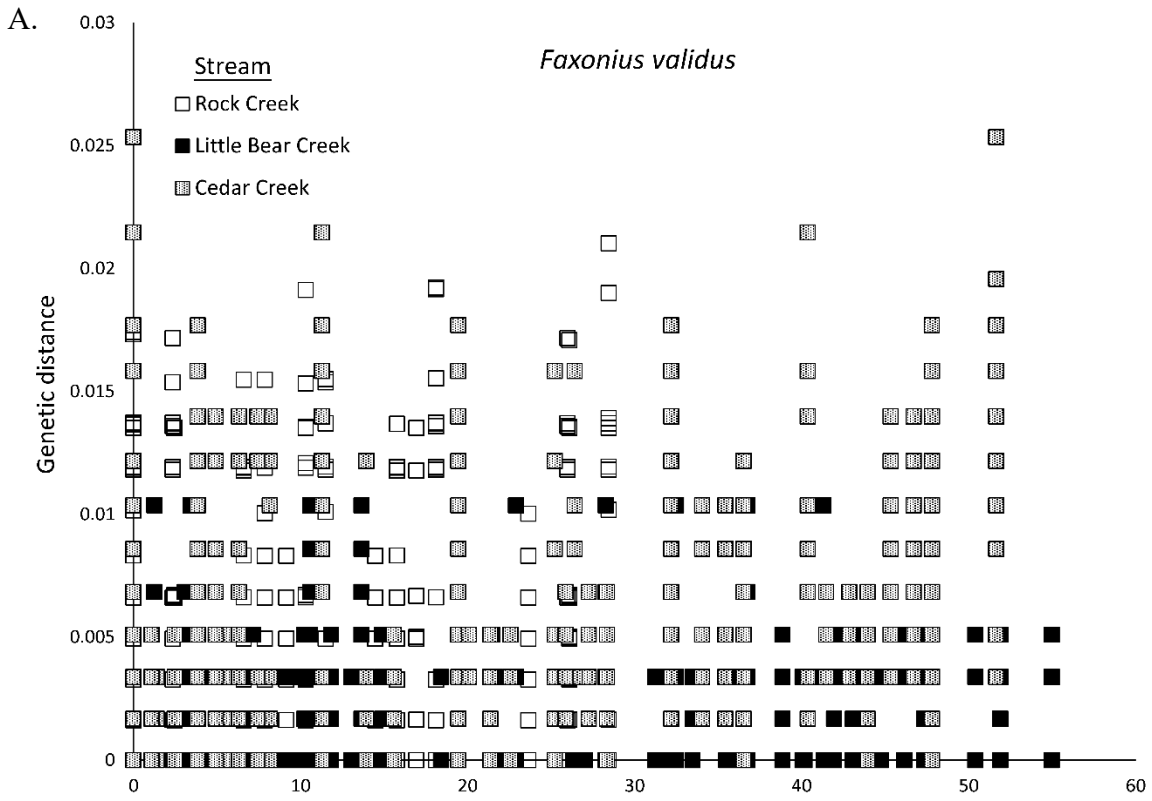 A.
Faxonius validus
Stream
Rock Creek
Little Bear Creek
Cedar Creek
Genetic distance
0.03
0.025
0.02
0.015
0.01
0.005
0
0
10
20
30
40
50
60